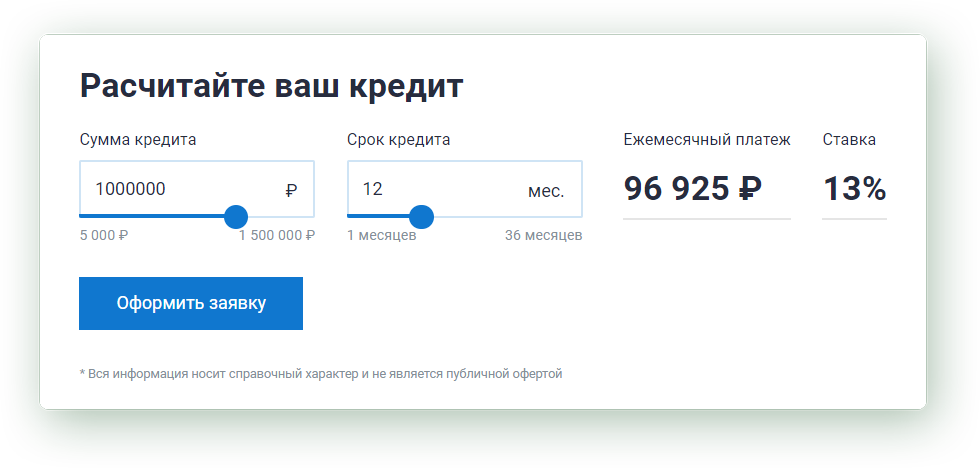 Расчитайте ваш кредит
Сумма кредита
1000000 ₽
5 000 ₽ 1 500 000 ₽
Срок кредита
12 мес.
1 месяцев 36 месяцев
Ежемесячный платеж
96 925 ₽
Ставка
13%
Оформить заявку
* Вся информация носит справочный характер и не является публичной офертой